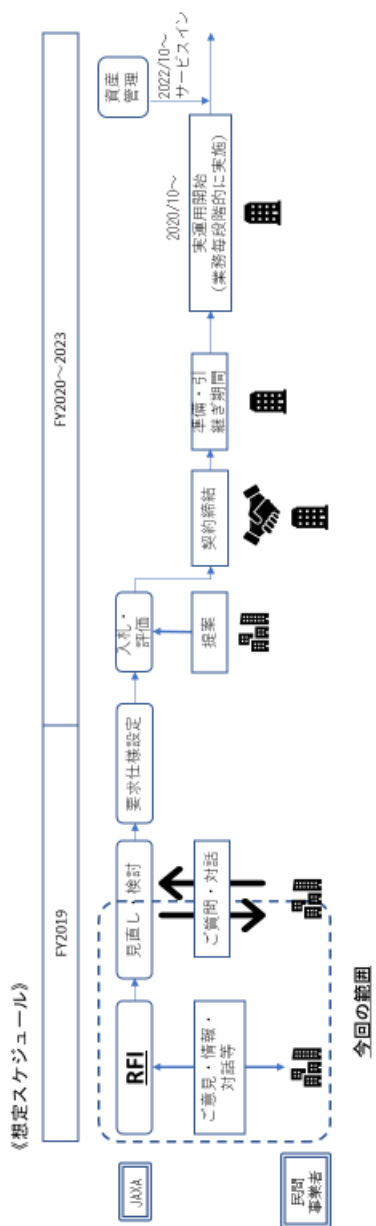 《想定スケジュール》
FY2019
FY2020～2023
JAXA
RFI
見直し・検討
要求仕様設定
入札・
評価
資産
管理
2022/10～
サービスイン
契約締結
準備・引
継ぎ期間
2020/10～
実運用開始
(業務毎段階的に実施)
ご意見・情報・
対話等
ご質問・対話
提案
民間
事業者
今回の範囲